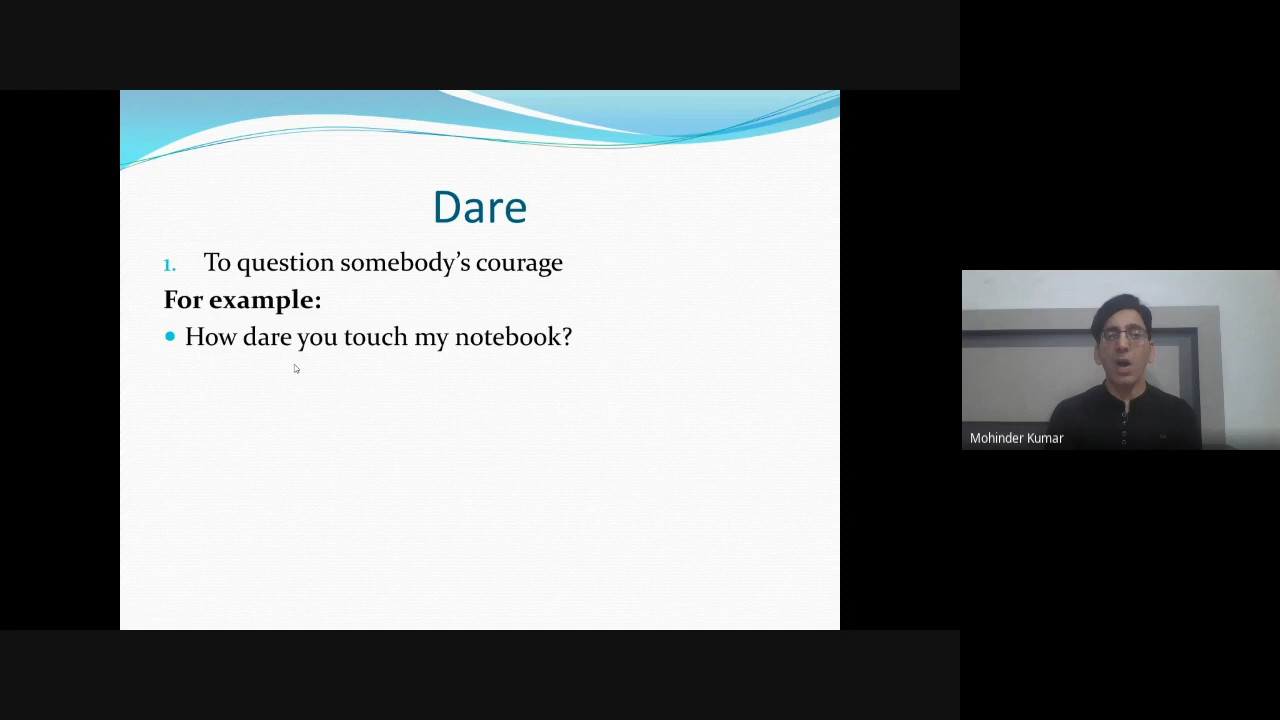 Dare
1. To question somebody’s courage
For example:
• How dare you touch my notebook?
Mohinder Kumar